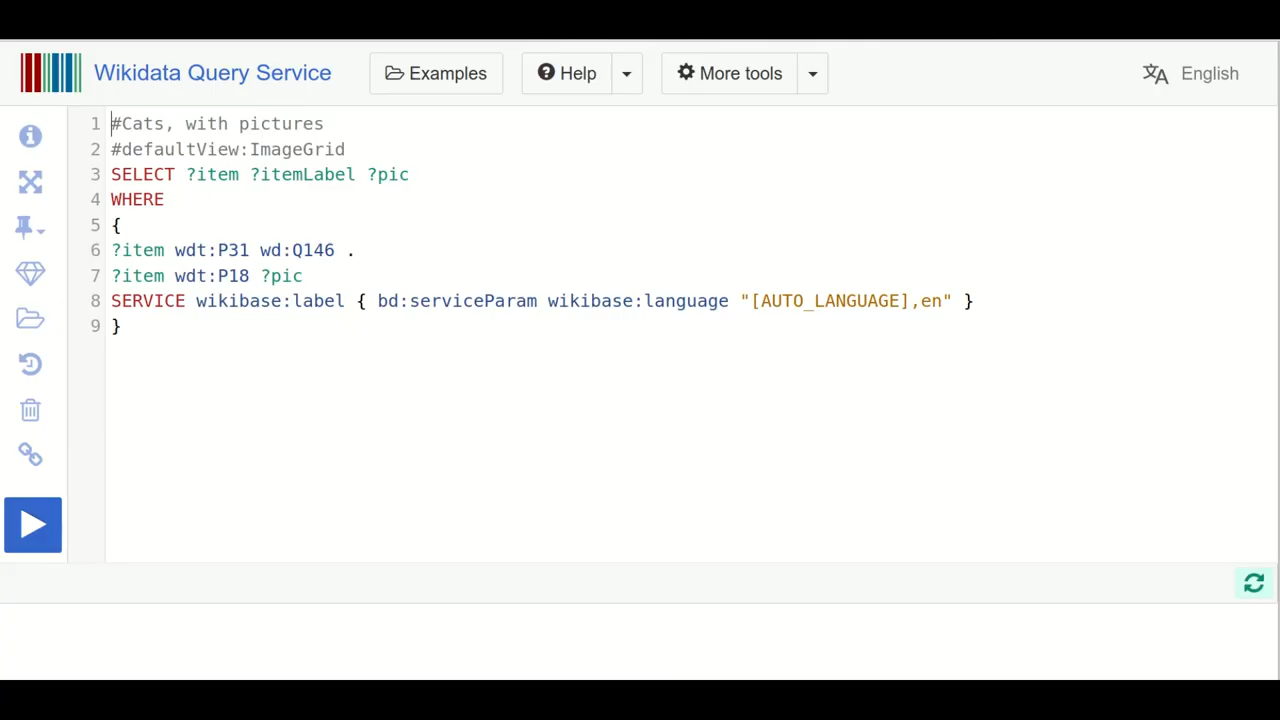 Wikidata Query Service Examples Help More tools English
1 #Cats, with pictures
2 #defaultView:ImageGrid
3 SELECT ?item ?itemLabel ?pic
4 WHERE
5 {
6 ?item wdt:P31 wd:Q146 .
7 ?item wdt:P18 ?pic
8 SERVICE wikibase:label { bd:serviceParam wikibase:language "[AUTO_LANGUAGE],en" }
9 }